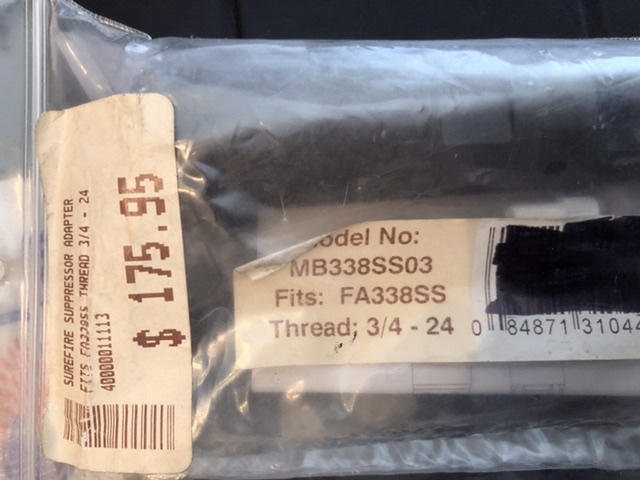 SUREFIRE SUPPRESSOR ADAPTER
FITS FA338SS THREAD 3/4 - 24
40000011113
$ 175.95
Model No:
MB338SS03
Fits: FA338SS
Thread; 3/4 - 24
0 84871 31044